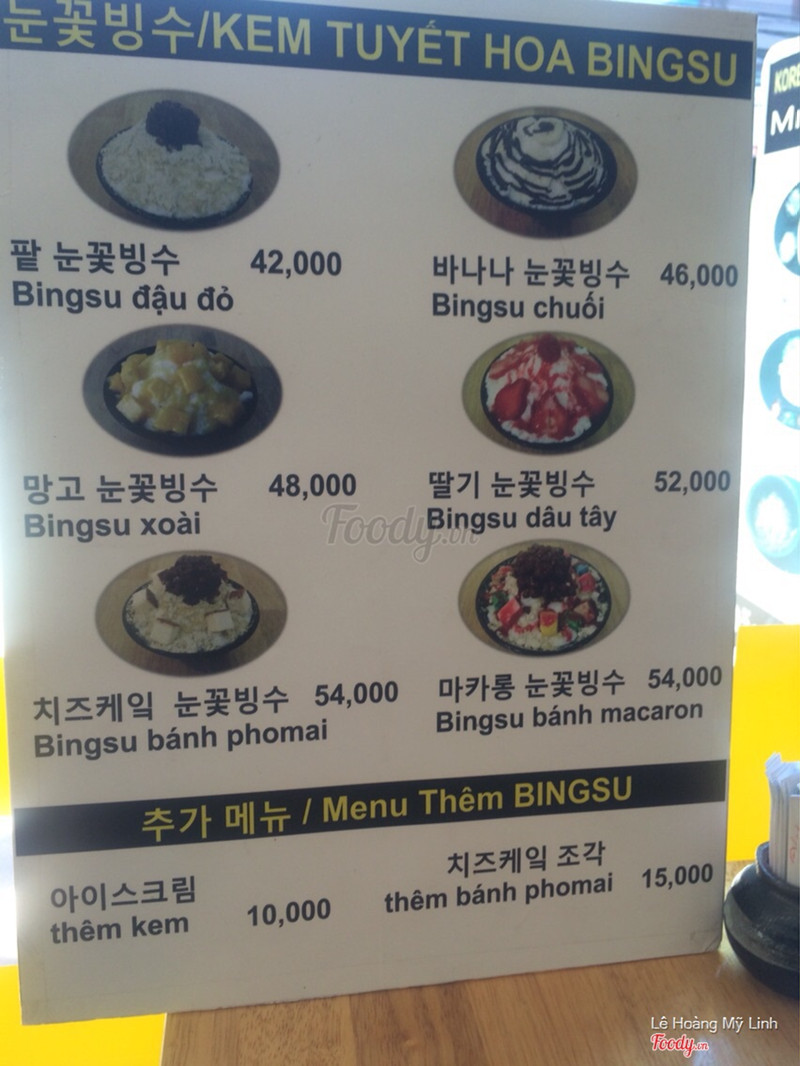 눈꽃빙수/KEM TUYẾT HOA BINGSU
팥 눈꽃빙수 42,000
Bingsu đậu đỏ
바나나 눈꽃빙수 46,000
Bingsu chuối
망고 눈꽃빙수 48,000
Bingsu xoài
딸기 눈꽃빙수 52,000
Bingsu dâu tây
Foody.vn
치즈케잌 눈꽃빙수 54,000
Bingsu bánh phomai
마카롱 눈꽃빙수 54,000
Bingsu bánh macaron
추가 메뉴 / Menu Thêm BINGSU
아이스크림
thêm kem 10,000
치즈케잌 조각
thêm bánh phomai 15,000
Lê Hoàng Mỹ Linh
Foody.vn